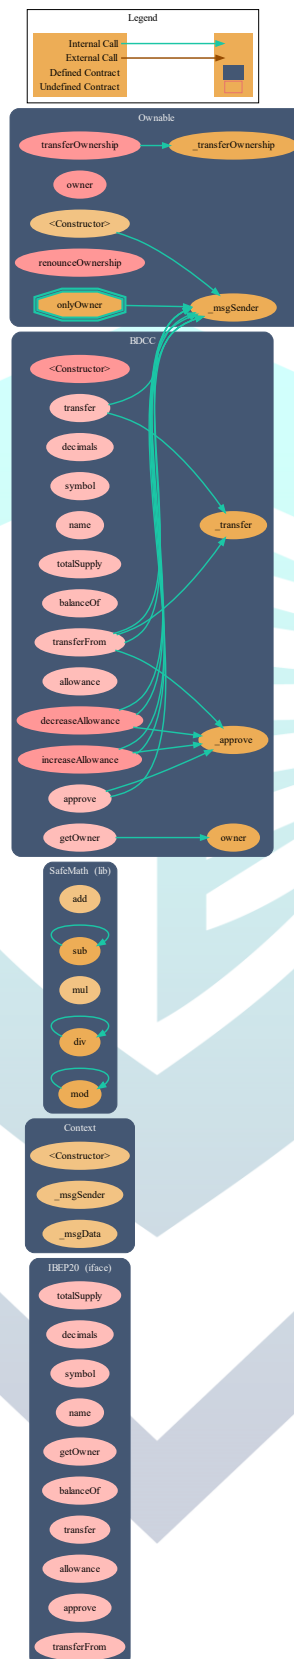 Legend
Internal Call
External Call
Defined Contract
Undefined Contract
Ownable
transferOwnership
_transferOwnership
owner
<Constructor>
renounceOwnership
onlyOwner
_msgSender
BDCC
<Constructor>
transfer
decimals
symbol
name
_transfer
totalSupply
balanceOf
transferFrom
allowance
decreaseAllowance
_approve
increaseAllowance
approve
getOwner
owner
SafeMath (lib)
add
sub
mul
div
mod
Context
<Constructor>
_msgSender
_msgData
IBEP20 (iface)
totalSupply
decimals
symbol
name
getOwner
balanceOf
transfer
allowance
approve
transferFrom